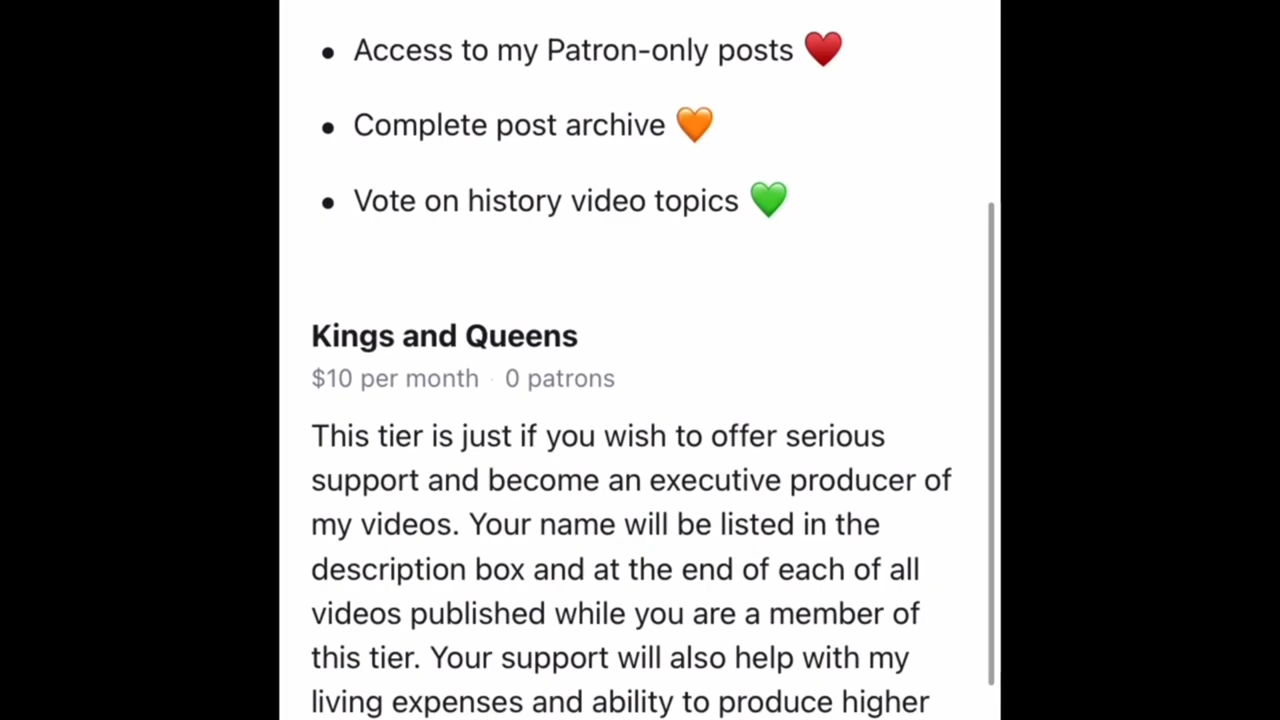 • Access to my Patron-only posts ❤️
• Complete post archive 🧡
• Vote on history video topics 💚
Kings and Queens
$10 per month · 0 patrons
This tier is just if you wish to offer serious
support and become an executive producer of
my videos. Your name will be listed in the
description box and at the end of each of all
videos published while you are a member of
this tier. Your support will also help with my
living expenses and ability to produce higher